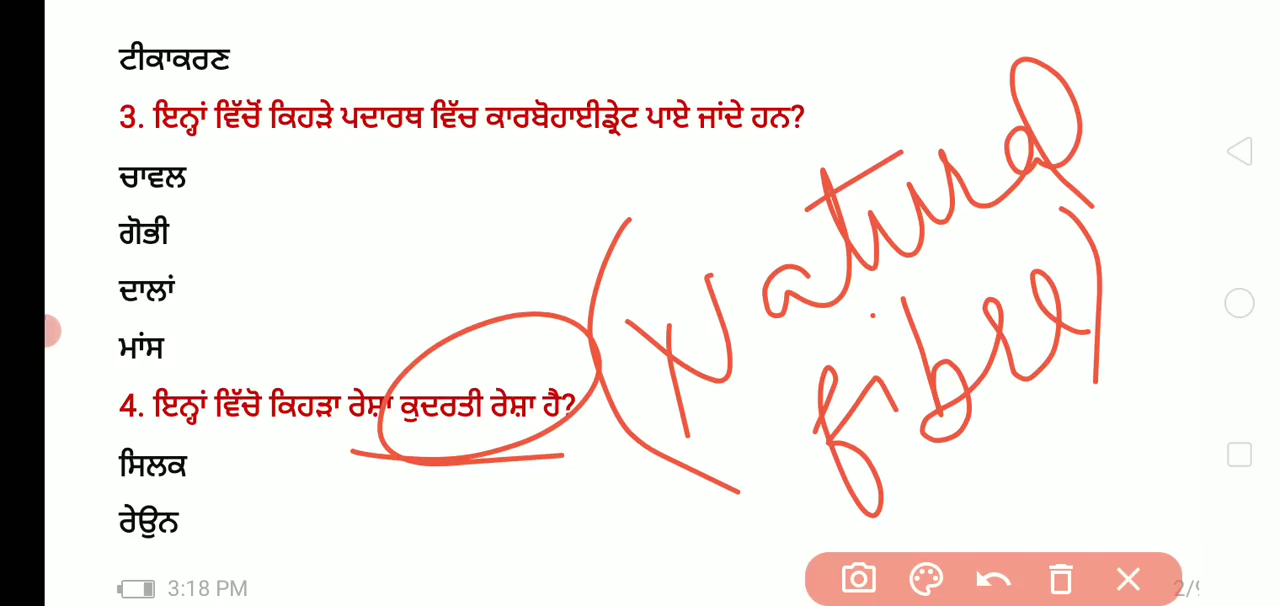 ਟੀਕਾਕਰਣ
3. ਇਨ੍ਹਾਂ ਵਿੱਚੋਂ ਕਿਹੜੇ ਪਦਾਰਥ ਵਿੱਚ ਕਾਰਬੋਹਾਈਡ੍ਰੇਟ ਪਾਏ ਜਾਂਦੇ ਹਨ?
ਚਾਵਲ
ਗੋਭੀ
ਦਾਲਾਂ
ਮਾਂਸ
4. ਇਨ੍ਹਾਂ ਵਿੱਚੋ ਕਿਹੜਾ ਰੇਸ਼ਾ ਕੁਦਰਤੀ ਰੇਸ਼ਾ ਹੈ?
(Natural
fibre)
ਸਿਲਕ
ਰੇਉਨ
3:18 PM